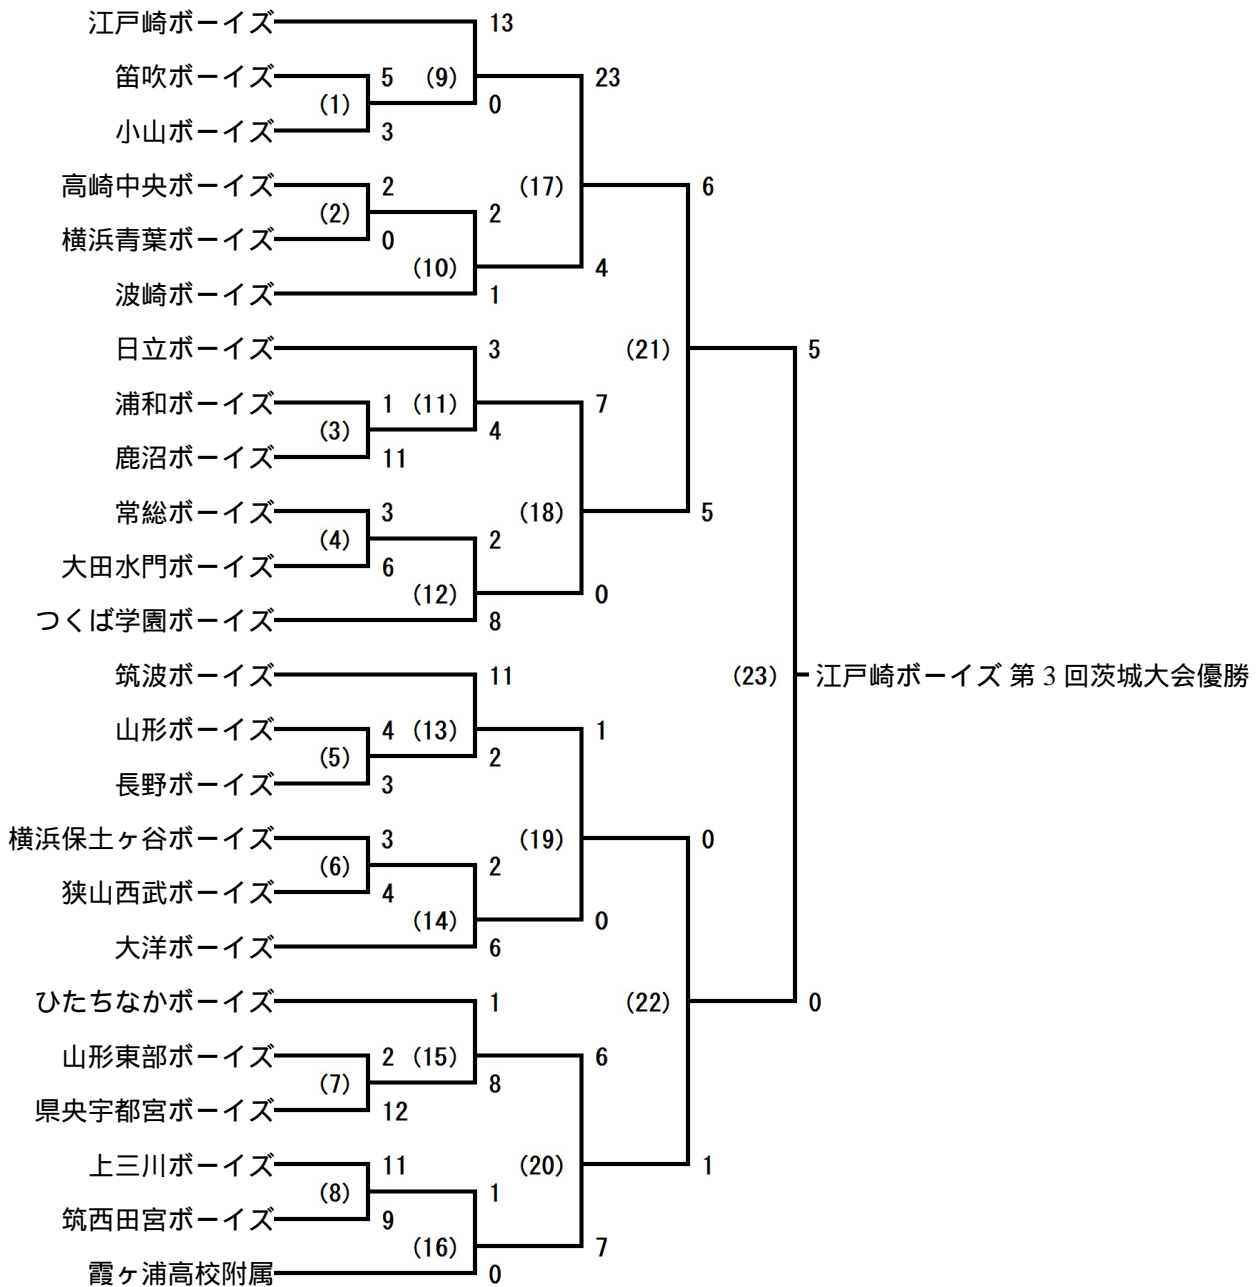 江戸崎ボーイズ 13
笛吹ボーイズ 5 (9) 23
(1) 0
小山ボーイズ 3
高崎中央ボーイズ 2 (17) 6
(2) 2
横浜青葉ボーイズ 0
(10) 4
波崎ボーイズ 1
日立ボーイズ 3 (21) 5
浦和ボーイズ 1 (11) 7
(3) 4
鹿沼ボーイズ 11
常総ボーイズ 3 (18) 5
(4) 2
大田水門ボーイズ 6
(12) 0
つくば学園ボーイズ 8
筑波ボーイズ 11 (23) 江戸崎ボーイズ 第3回茨城大会優勝
山形ボーイズ 4 (13) 1
(5) 2
長野ボーイズ 3
横浜保土ヶ谷ボーイズ 3 (19) 0
(6) 2
狭山西武ボーイズ 4
(14) 0
大洋ボーイズ 6
ひたちなかボーイズ 1 (22) 0
山形東部ボーイズ 2 (15) 6
(7) 8
県央宇都宮ボーイズ 12
上三川ボーイズ 11 (20) 1
(8) 1
筑西田宮ボーイズ 9
(16) 7
霞ヶ浦高校附属 0